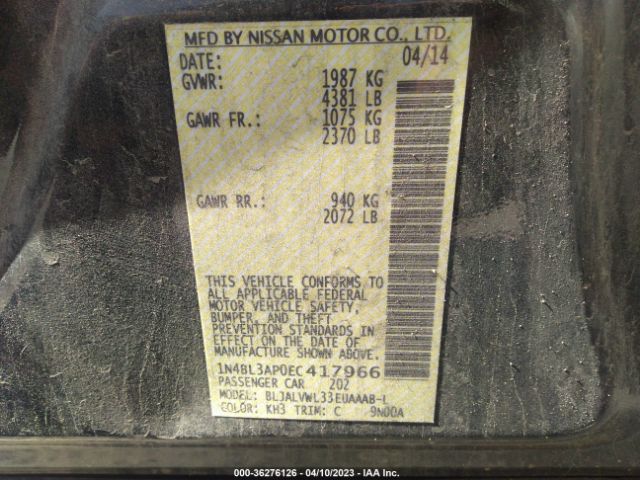 MFD BY NISSAN MOTOR CO., LTD.
DATE: 04/14
GVWR: 1987 KG
4381 LB
GAWR FR.: 1075 KG
2370 LB
GAWR RR.: 940 KG
2072 LB
THIS VEHICLE CONFORMS TO
ALL APPLICABLE FEDERAL
MOTOR VEHICLE SAFETY,
BUMPER, AND THEFT
PREVENTION STANDARDS IN
EFFECT ON THE DATE OF
MANUFACTURE SHOWN ABOVE.
1N4BL3AP0EC417966
PASSENGER CAR 202
MODEL: BLJALVWL33EUAAAB-L
COLOR: KH3 TRIM: C 9N00A
000-36276126 - 04/10/2023 - IAA Inc.